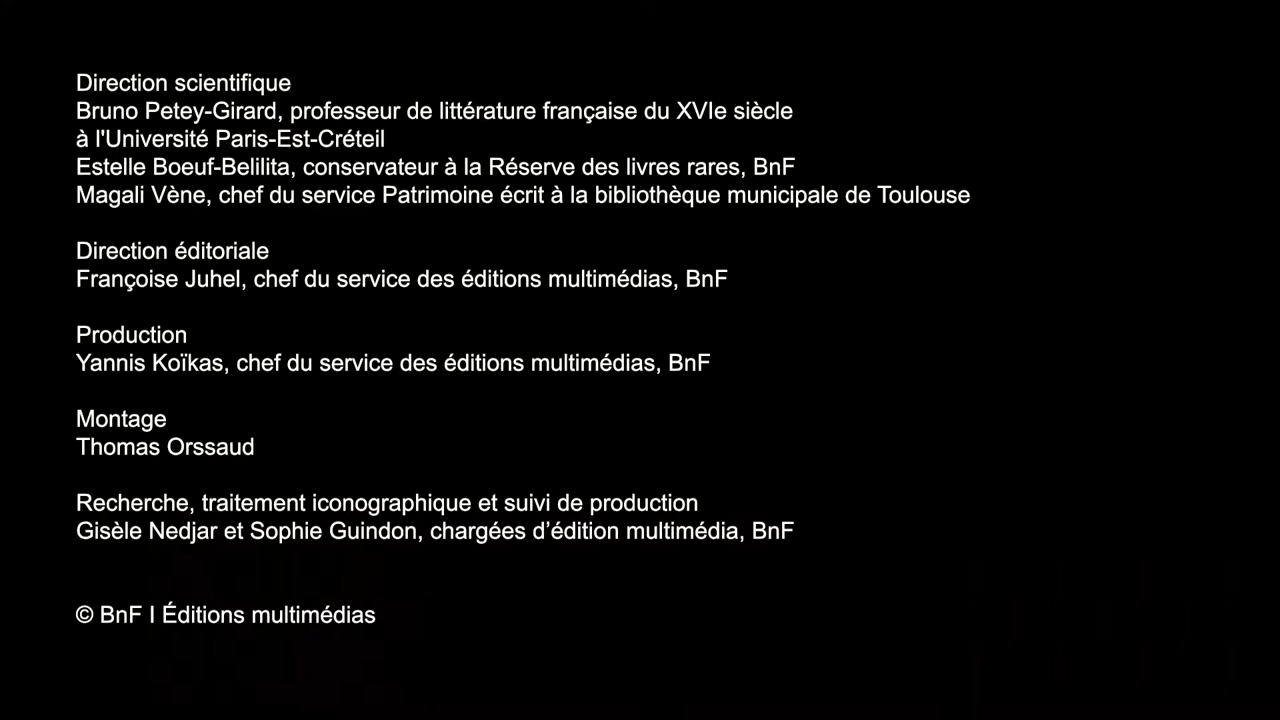 Direction scientifique
Bruno Petey-Girard, professeur de littérature française du XVIe siècle
à l'Université Paris-Est-Créteil
Estelle Boeuf-Belilita, conservateur à la Réserve des livres rares, BnF
Magali Vène, chef du service Patrimoine écrit à la bibliothèque municipale de Toulouse
Direction éditoriale
Françoise Juhel, chef du service des éditions multimédias, BnF
Production
Yannis Koïkas, chef du service des éditions multimédias, BnF
Montage
Thomas Orssaud
Recherche, traitement iconographique et suivi de production
Gisèle Nedjar et Sophie Guindon, chargées d’édition multimédia, BnF
© BnF I Éditions multimédias